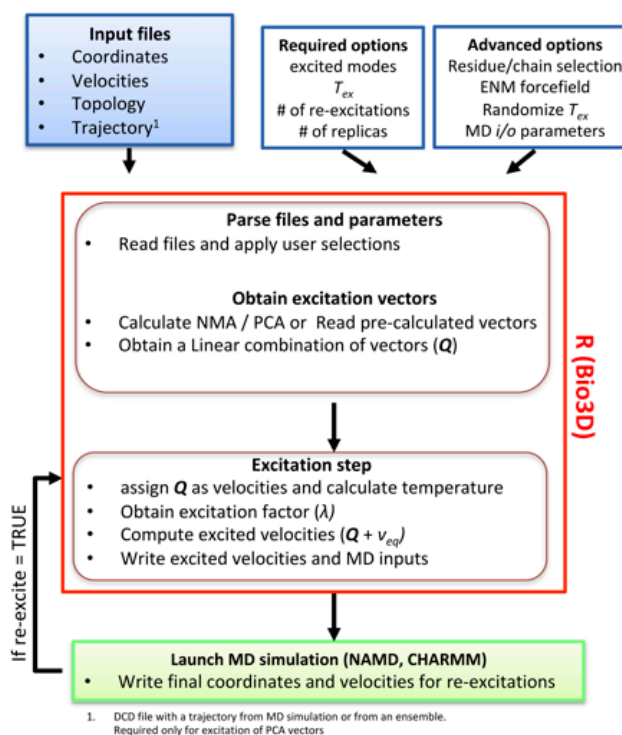 Input files
• Coordinates
• Velocities
• Topology
• Trajectory1
Required options
excited modes
Tex
# of re-excitations
# of replicas
Advanced options
Residue/chain selection
ENM forcefield
Randomize Tex
MD i/o parameters
Parse files and parameters
• Read files and apply user selections
Obtain excitation vectors
• Calculate NMA / PCA or Read pre-calculated vectors
• Obtain a Linear combination of vectors (Q)
R (Bio3D)
Excitation step
• assign Q as velocities and calculate temperature
• Obtain excitation factor (λ)
• Compute excited velocities (Q + veq)
• Write excited velocities and MD inputs
If re-excite = TRUE
Launch MD simulation (NAMD, CHARMM)
• Write final coordinates and velocities for re-excitations
1. DCD file with a trajectory from MD simulation or from an ensemble.
Required only for excitation of PCA vectors